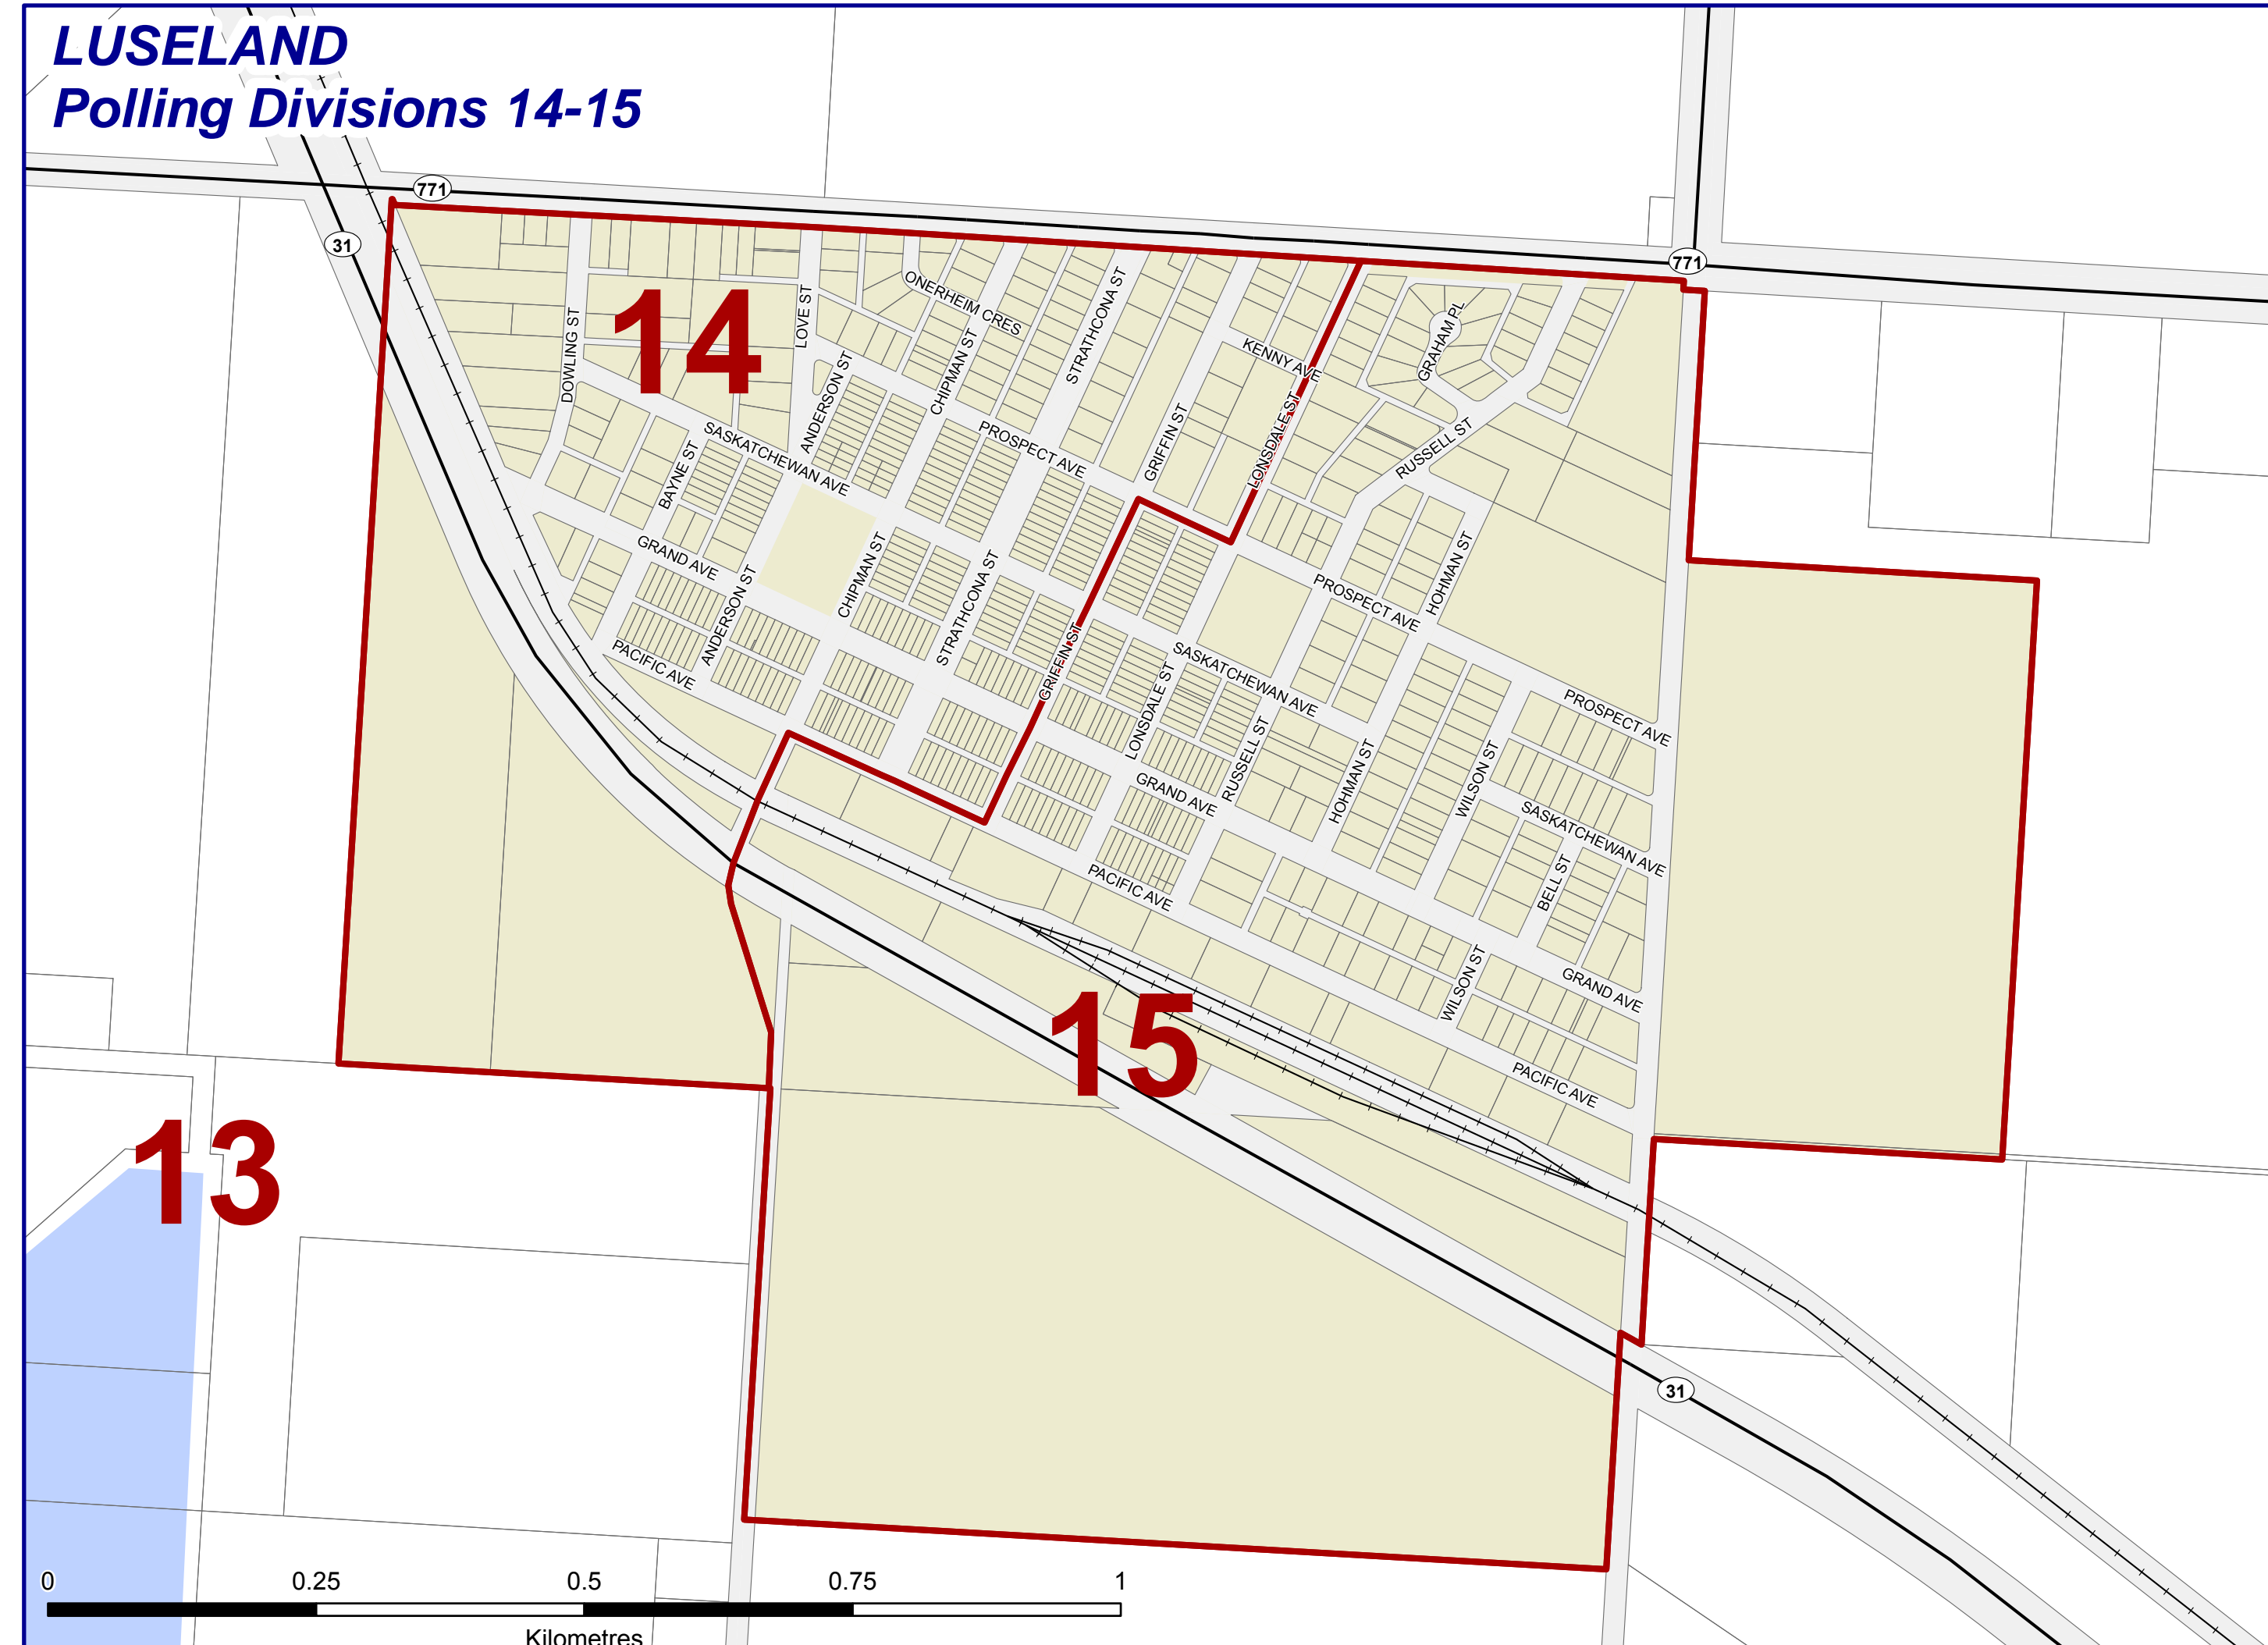 LUSELAND
Polling Divisions 14-15
771
31
771
14
DOWLING ST
LOVE ST
ONERHEIM CRES
STRATHCONA ST
CHIPMAN ST
ANDERSON ST
KENNY AVE
GRAHAM PL
LONSDALE ST
GRIFFIN ST
RUSSELL ST
SASKATCHEWAN AVE
PROSPECT AVE
BAYNE ST
GRAND AVE
CHIPMAN ST
STRATHCONA ST
ANDERSON ST
PACIFIC AVE
GRIFFIN ST
HOHMAN ST
PROSPECT AVE
SASKATCHEWAN AVE
LONSDALE ST
RUSSELL ST
HOHMAN ST
WILSON ST
PROSPECT AVE
GRAND AVE
SASKATCHEWAN AVE
PACIFIC AVE
BELL ST
WILSON ST
GRAND AVE
PACIFIC AVE
15
13
31
0 0.25 0.5 0.75 1
Kilometres